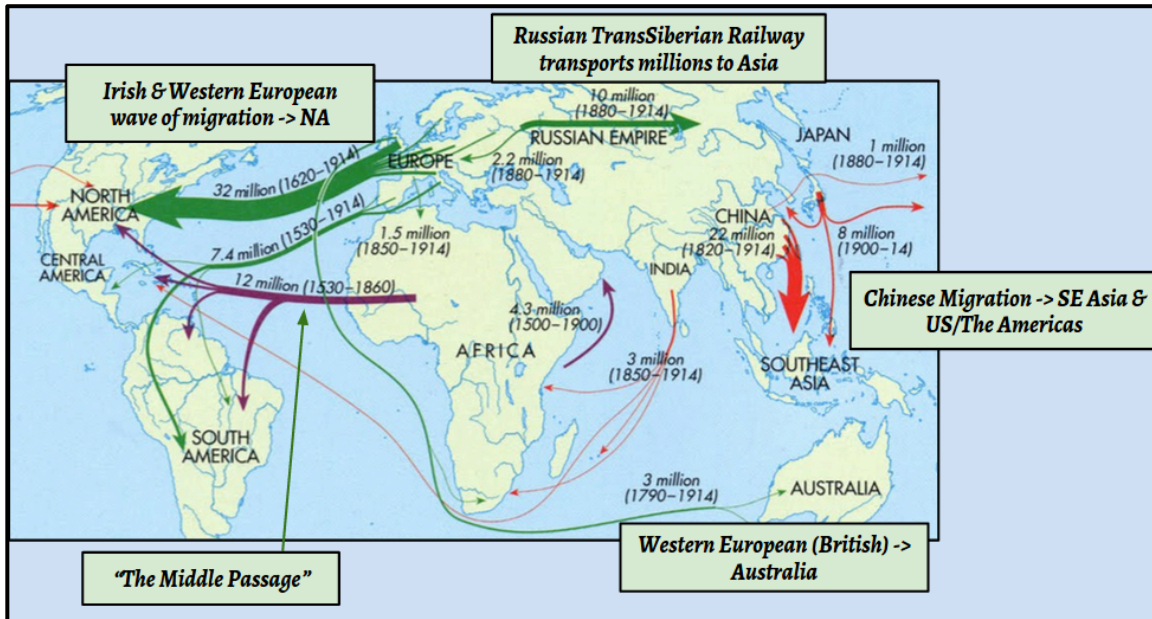 Russian TransSiberian Railway
transports millions to Asia
Irish & Western European
wave of migration -> NA
10 million
(1880–1914)
RUSSIAN EMPIRE
JAPAN
1 million
(1880–1914)
EUROPE
2.2 million
(1880–1914)
32 million (1620–1914)
NORTH
AMERICA
7.4 million (1530–1914)
1.5 million
(1850–1914)
CHINA
22 million
(1820–1914)
8 million
(1900–14)
CENTRAL
AMERICA
INDIA
12 million (1530–1860)
4.3 million
(1500–1900)
Chinese Migration -> SE Asia &
US/The Americas
AFRICA
3 million
(1850–1914)
SOUTHEAST
ASIA
SOUTH
AMERICA
3 million
(1790–1914)
AUSTRALIA
Western European (British) ->
Australia
“The Middle Passage”